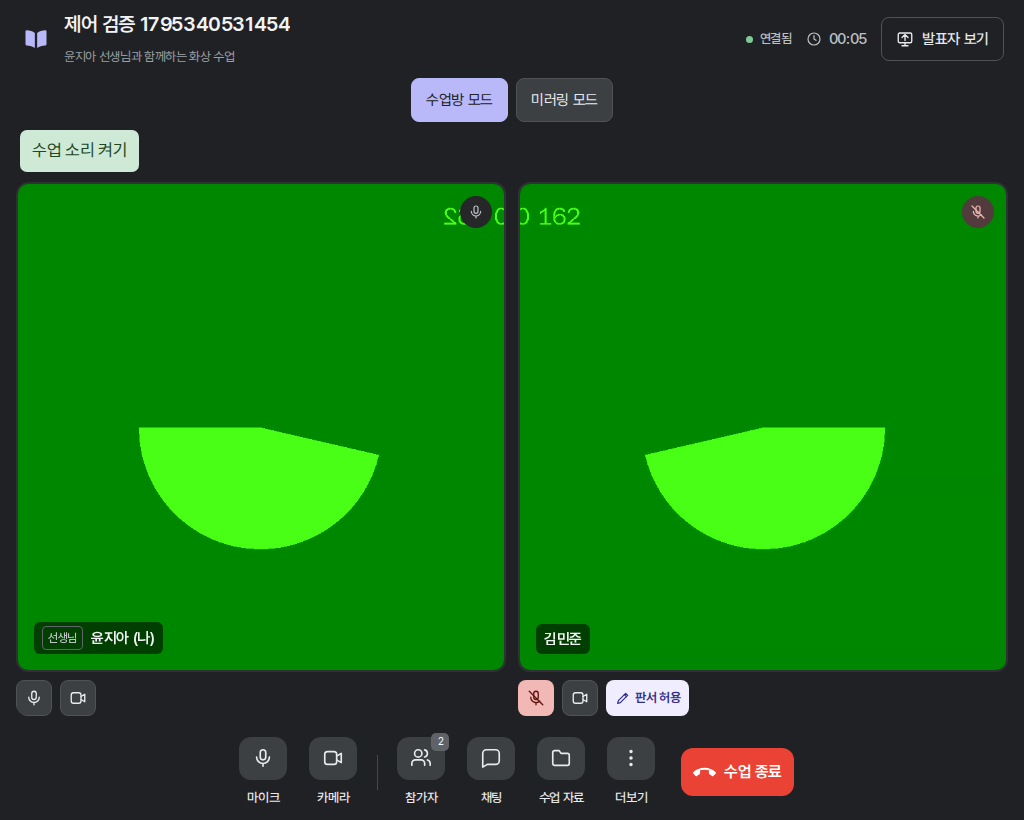 제어 검증 1795340531454
윤지아 선생님과 함께하는 화상 수업
연결됨
00:05
발표자 보기
수업방 모드
미러링 모드
수업 소리 켜기
0 162
선생님
윤지아 (나)
김민준
판서 허용
2
마이크
카메라
참가자
채팅
수업 자료
더보기
수업 종료